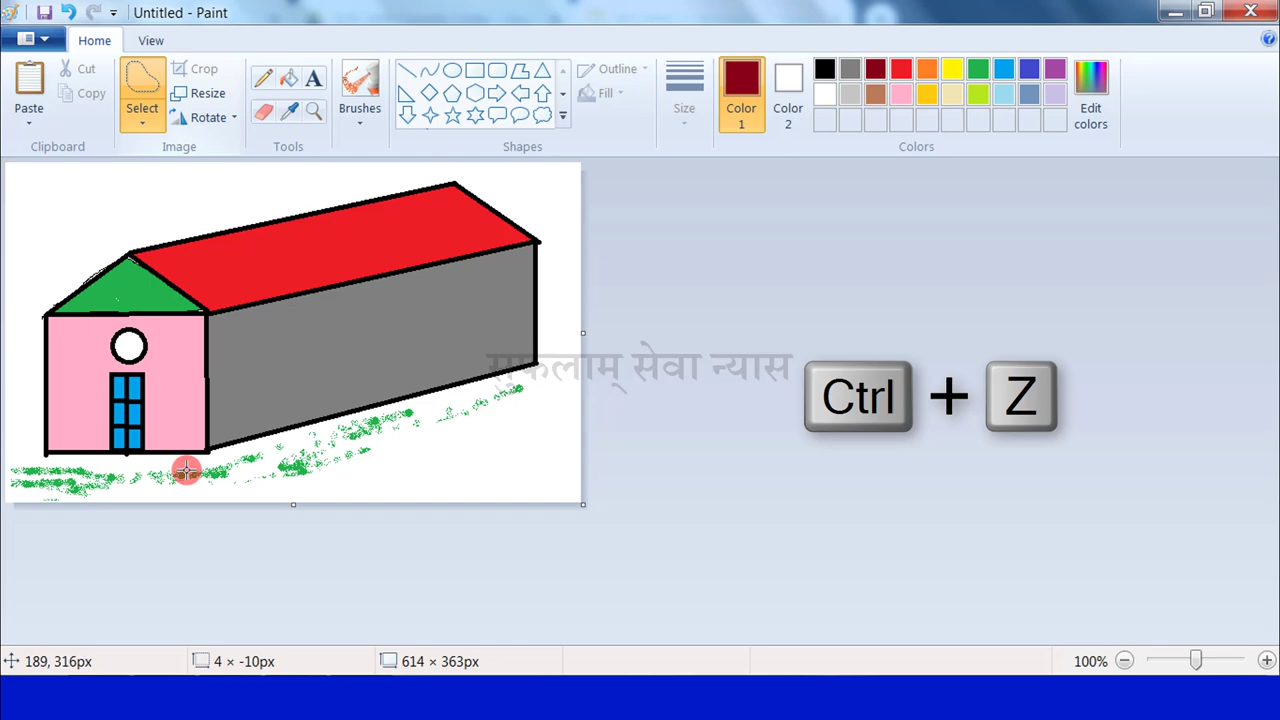 Untitled - Paint
Home
View
Paste
Cut
Copy
Clipboard
Select
Crop
Resize
Rotate
Image
A
Tools
Brushes
Outline
Fill
Shapes
Size
Color 1
Color 2
Edit colors
Colors
सुफलाम् सेवा न्यास
Ctrl + Z
189, 316px
4 × -10px
614 × 363px
100%